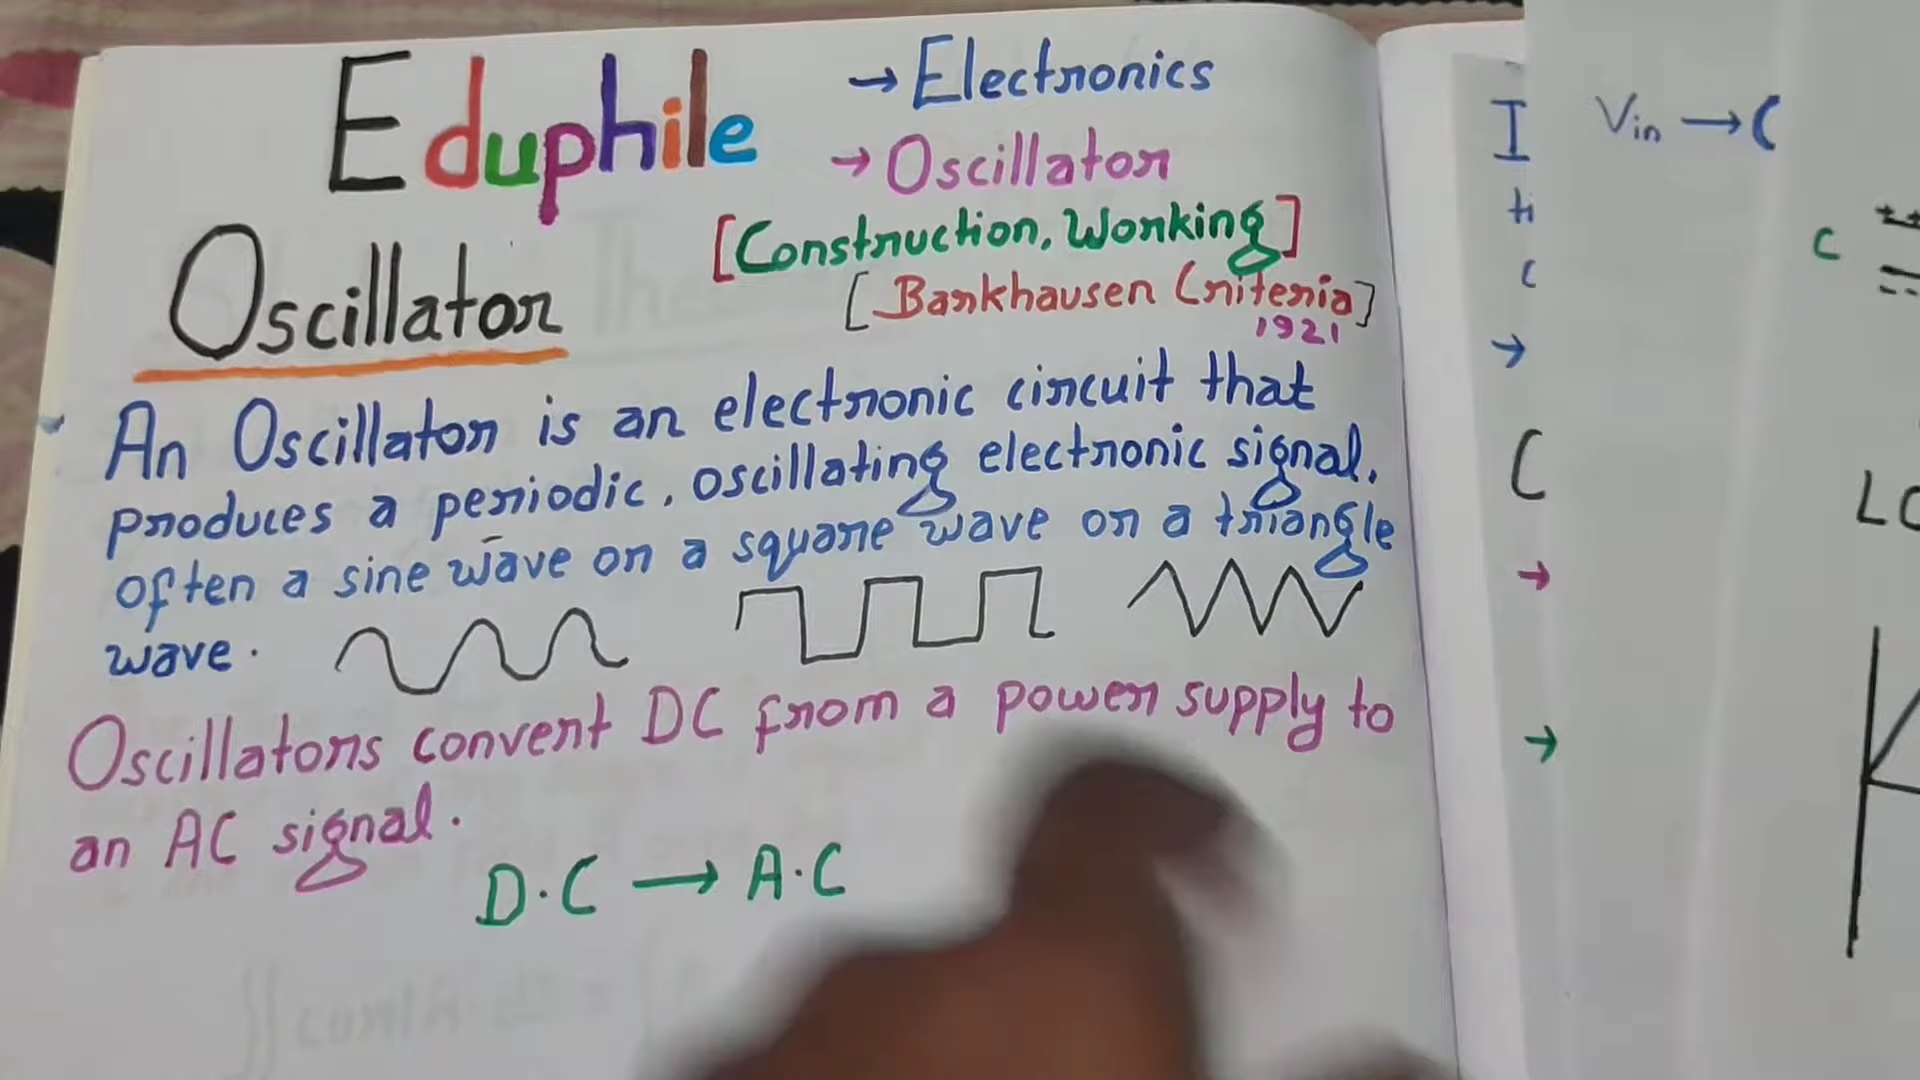 Eduphile
→ Electronics
→ Oscillator
[Construction, Working]
[Barkhausen Criteria]
1921
Oscillator
An Oscillator is an electronic circuit that
produces a periodic, oscillating electronic signal,
often a sine wave or a square wave or a triangle
wave.
Oscillators convert DC from a power supply to
an AC signal.
D.C → A.C
I
Vin → C
ti
C
→
C
→
→
C
LC